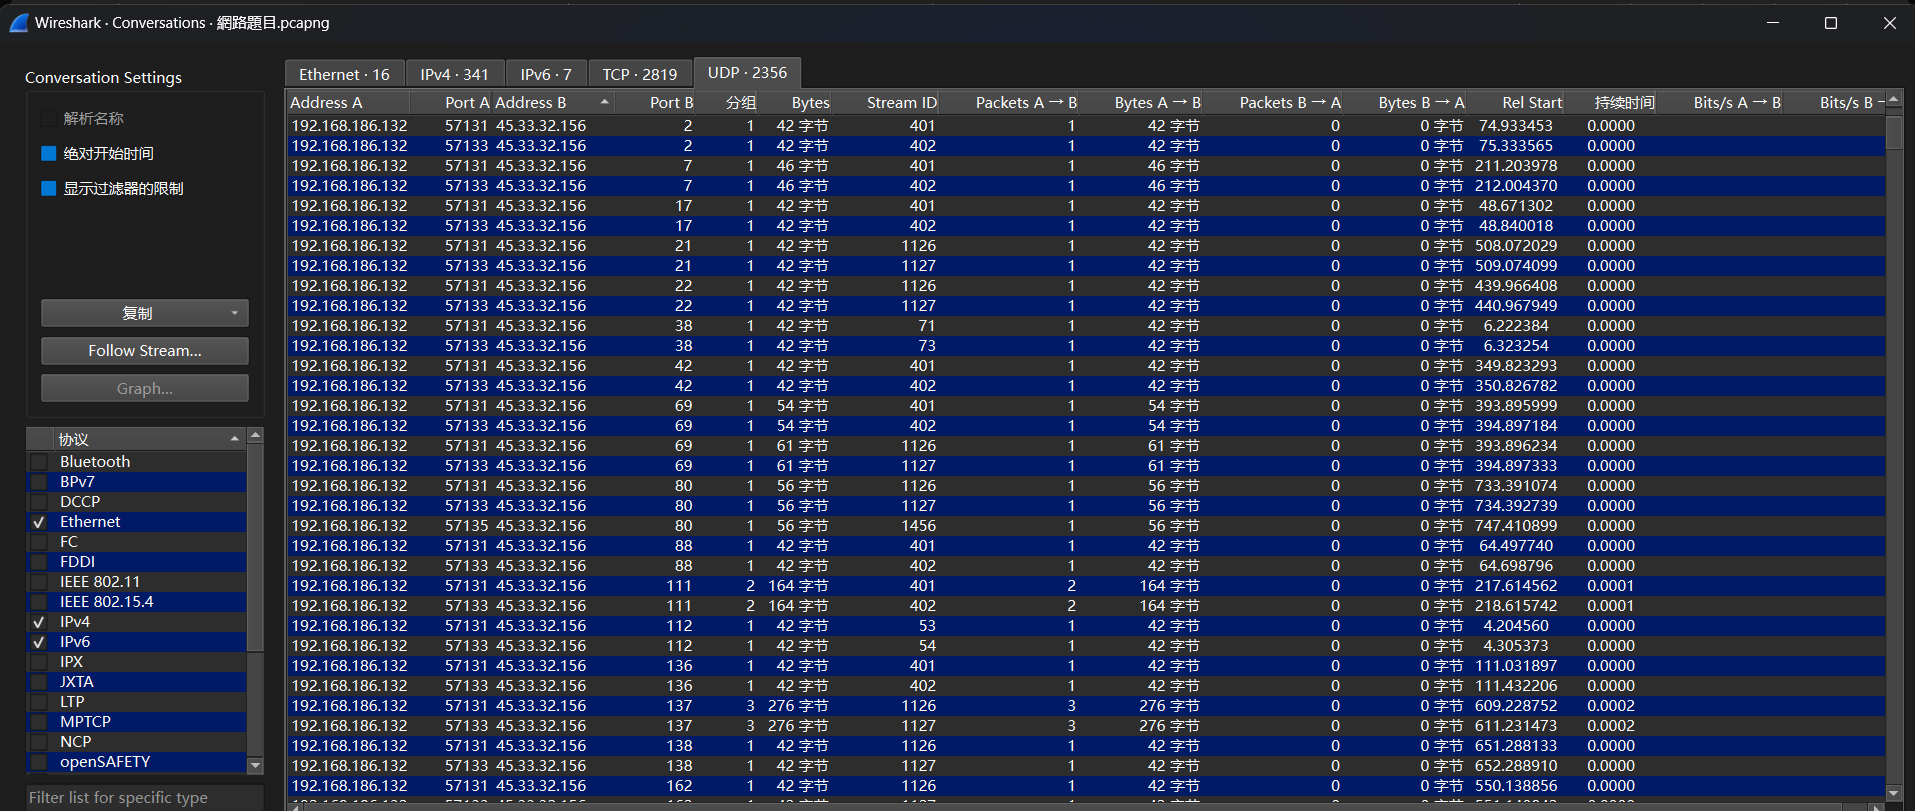 Wireshark · Conversations · 網路題目.pcapng
Conversation Settings
解析名称
绝对开始时间
显示过滤器的限制
复制
Follow Stream...
Graph...
协议
Bluetooth
BPv7
DCCP
Ethernet
FC
FDDI
IEEE 802.11
IEEE 802.15.4
IPv4
IPv6
IPX
JXTA
LTP
MPTCP
NCP
openSAFETY
Filter list for specific type
Ethernet · 16 IPv4 · 341 IPv6 · 7 TCP · 2819 UDP · 2356
Address A Port A Address B Port B 分组 Bytes Stream ID Packets A → B Bytes A → B Packets B → A Bytes B → A Rel Start 持续时间 Bits/s A → B Bits/s B
192.168.186.132 57131 45.33.32.156 2 1 42 字节 401 1 42 字节 0 0 字节 74.933453 0.0000
192.168.186.132 57133 45.33.32.156 2 1 42 字节 402 1 42 字节 0 0 字节 75.333565 0.0000
192.168.186.132 57131 45.33.32.156 7 1 46 字节 401 1 46 字节 0 0 字节 211.203978 0.0000
192.168.186.132 57133 45.33.32.156 7 1 46 字节 402 1 46 字节 0 0 字节 212.004370 0.0000
192.168.186.132 57131 45.33.32.156 17 1 42 字节 401 1 42 字节 0 0 字节 48.671302 0.0000
192.168.186.132 57133 45.33.32.156 17 1 42 字节 402 1 42 字节 0 0 字节 48.840018 0.0000
192.168.186.132 57131 45.33.32.156 21 1 42 字节 1126 1 42 字节 0 0 字节 508.072029 0.0000
192.168.186.132 57133 45.33.32.156 21 1 42 字节 1127 1 42 字节 0 0 字节 509.074099 0.0000
192.168.186.132 57131 45.33.32.156 22 1 42 字节 1126 1 42 字节 0 0 字节 439.966408 0.0000
192.168.186.132 57133 45.33.32.156 22 1 42 字节 1127 1 42 字节 0 0 字节 440.967949 0.0000
192.168.186.132 57131 45.33.32.156 38 1 42 字节 71 1 42 字节 0 0 字节 6.222384 0.0000
192.168.186.132 57133 45.33.32.156 38 1 42 字节 73 1 42 字节 0 0 字节 6.323254 0.0000
192.168.186.132 57131 45.33.32.156 42 1 42 字节 401 1 42 字节 0 0 字节 349.823293 0.0000
192.168.186.132 57133 45.33.32.156 42 1 42 字节 402 1 42 字节 0 0 字节 350.826782 0.0000
192.168.186.132 57131 45.33.32.156 69 1 54 字节 401 1 54 字节 0 0 字节 393.895999 0.0000
192.168.186.132 57133 45.33.32.156 69 1 54 字节 402 1 54 字节 0 0 字节 394.897184 0.0000
192.168.186.132 57131 45.33.32.156 69 1 61 字节 1126 1 61 字节 0 0 字节 393.896234 0.0000
192.168.186.132 57133 45.33.32.156 69 1 61 字节 1127 1 61 字节 0 0 字节 394.897333 0.0000
192.168.186.132 57131 45.33.32.156 80 1 56 字节 1126 1 56 字节 0 0 字节 733.391074 0.0000
192.168.186.132 57133 45.33.32.156 80 1 56 字节 1127 1 56 字节 0 0 字节 734.392739 0.0000
192.168.186.132 57135 45.33.32.156 80 1 56 字节 1456 1 56 字节 0 0 字节 747.410899 0.0000
192.168.186.132 57131 45.33.32.156 88 1 42 字节 401 1 42 字节 0 0 字节 64.497740 0.0000
192.168.186.132 57133 45.33.32.156 88 1 42 字节 402 1 42 字节 0 0 字节 64.698796 0.0000
192.168.186.132 57131 45.33.32.156 111 2 164 字节 401 2 164 字节 0 0 字节 217.614562 0.0001
192.168.186.132 57133 45.33.32.156 111 2 164 字节 402 2 164 字节 0 0 字节 218.615742 0.0001
192.168.186.132 57131 45.33.32.156 112 1 42 字节 53 1 42 字节 0 0 字节 4.204560 0.0000
192.168.186.132 57133 45.33.32.156 112 1 42 字节 54 1 42 字节 0 0 字节 4.305373 0.0000
192.168.186.132 57131 45.33.32.156 136 1 42 字节 401 1 42 字节 0 0 字节 111.031897 0.0000
192.168.186.132 57133 45.33.32.156 136 1 42 字节 402 1 42 字节 0 0 字节 111.432206 0.0000
192.168.186.132 57131 45.33.32.156 137 3 276 字节 1126 3 276 字节 0 0 字节 609.228752 0.0002
192.168.186.132 57133 45.33.32.156 137 3 276 字节 1127 3 276 字节 0 0 字节 611.231473 0.0002
192.168.186.132 57131 45.33.32.156 138 1 42 字节 1126 1 42 字节 0 0 字节 651.288133 0.0000
192.168.186.132 57133 45.33.32.156 138 1 42 字节 1127 1 42 字节 0 0 字节 652.288910 0.0000
192.168.186.132 57131 45.33.32.156 162 1 42 字节 1126 1 42 字节 0 0 字节 550.138856 0.0000